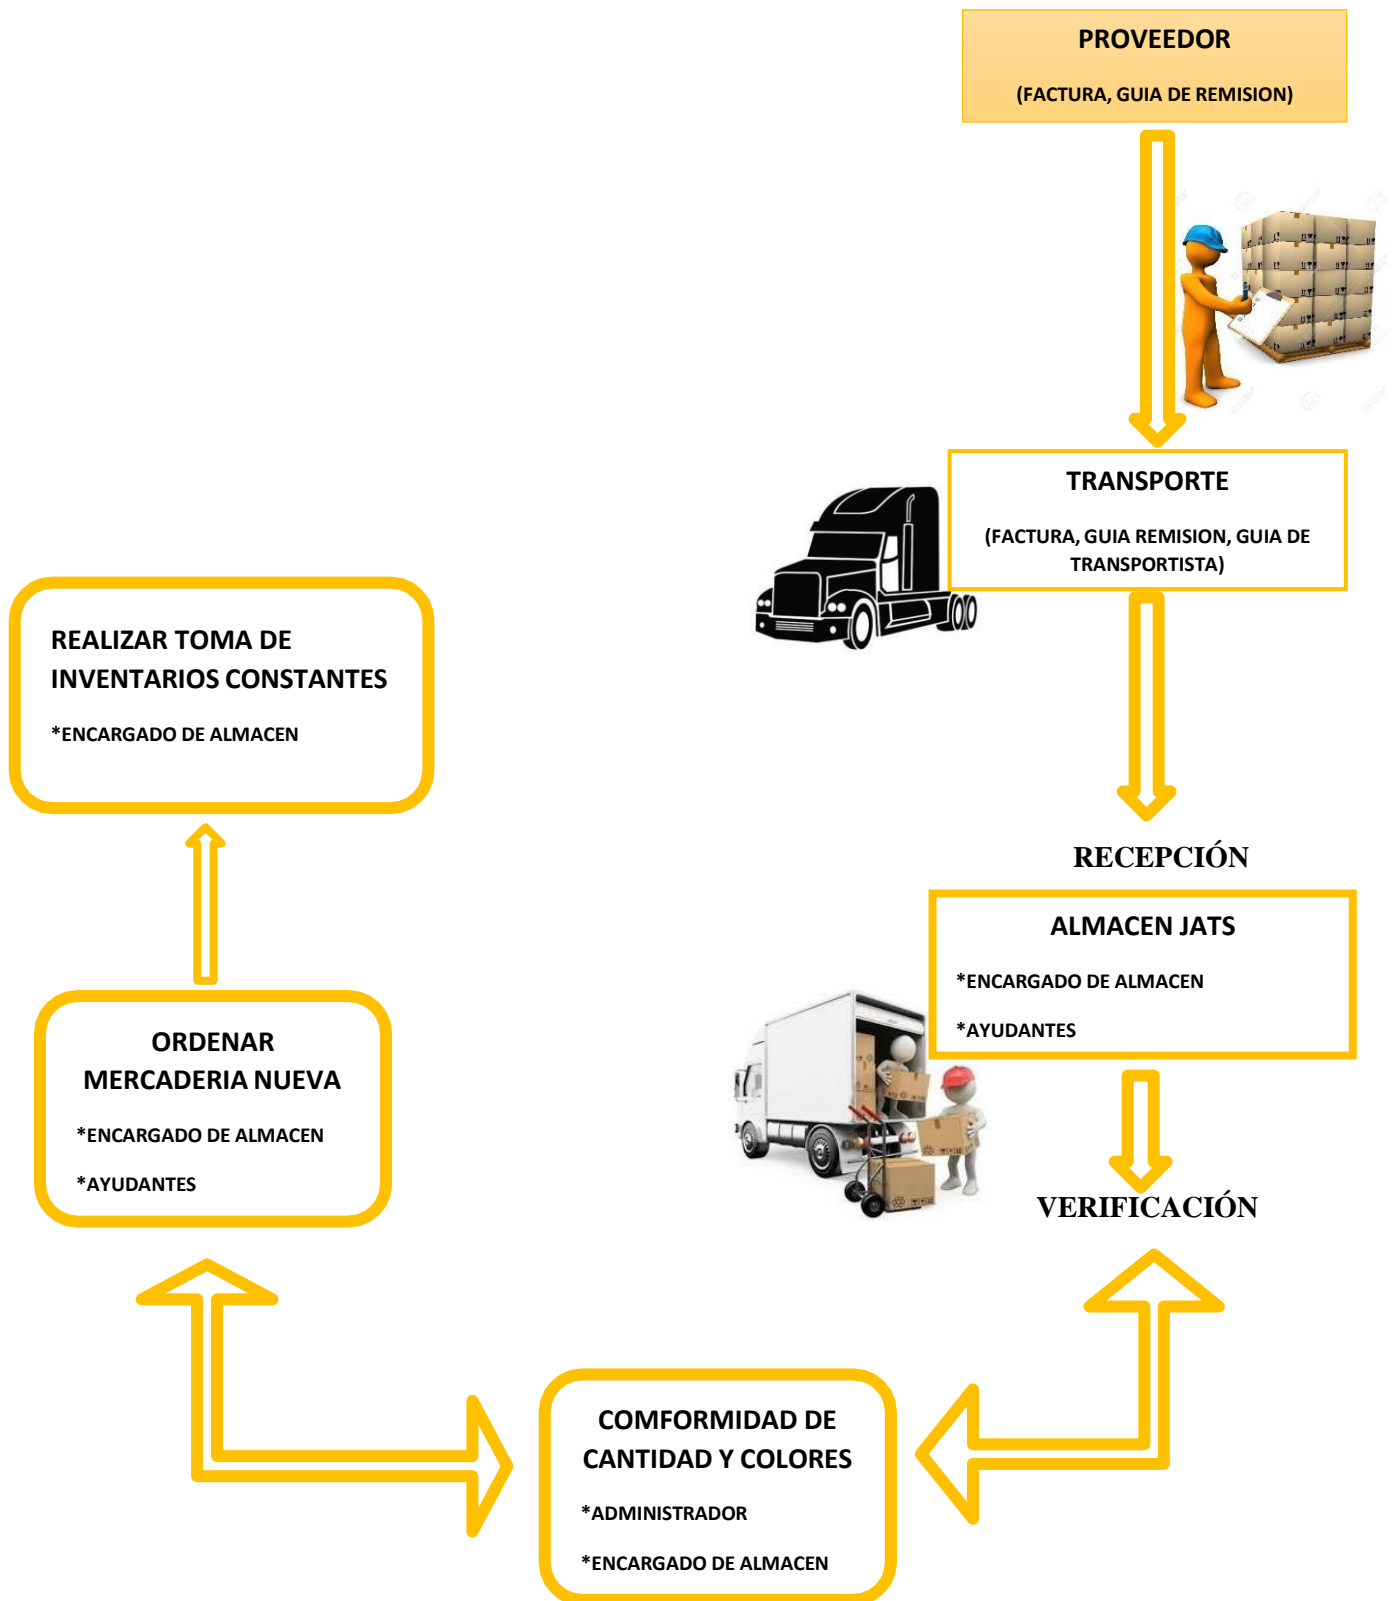 PROVEEDOR
(FACTURA, GUIA DE REMISION)
TRANSPORTE
(FACTURA, GUIA REMISION, GUIA DE
TRANSPORTISTA)
RECEPCIÓN
ALMACEN JATS
*ENCARGADO DE ALMACEN
*AYUDANTES
VERIFICACIÓN
COMFORMIDAD DE
CANTIDAD Y COLORES
*ADMINISTRADOR
*ENCARGADO DE ALMACEN
ORDENAR
MERCADERIA NUEVA
*ENCARGADO DE ALMACEN
*AYUDANTES
REALIZAR TOMA DE
INVENTARIOS CONSTANTES
*ENCARGADO DE ALMACEN